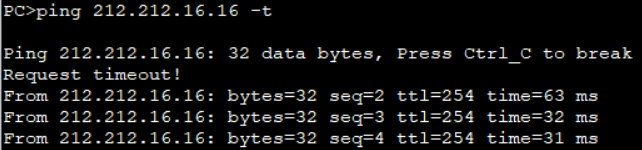 PC>ping 212.212.16.16 -t
Ping 212.212.16.16: 32 data bytes, Press Ctrl_C to break
Request timeout!
From 212.212.16.16: bytes=32 seq=2 ttl=254 time=63 ms
From 212.212.16.16: bytes=32 seq=3 ttl=254 time=32 ms
From 212.212.16.16: bytes=32 seq=4 ttl=254 time=31 ms